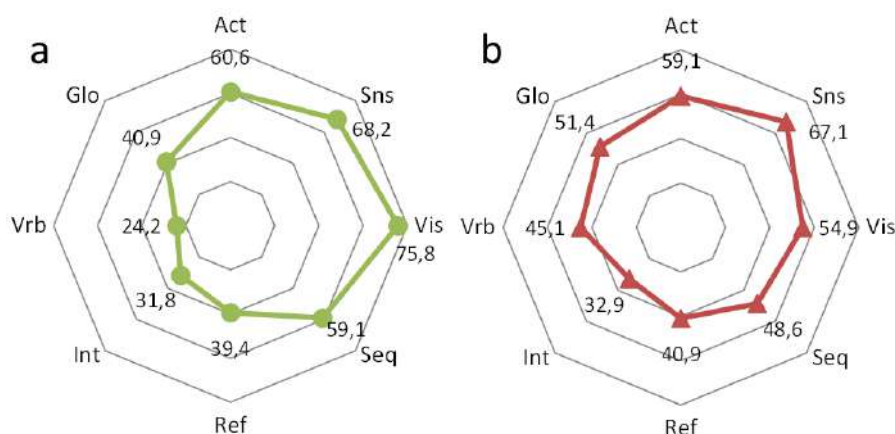 a
Act
60,6
Sns
68,2
Vis
75,8
Seq
59,1
Ref
39,4
Int
31,8
Vrb
24,2
Glo
40,9
b
Act
59,1
Sns
67,1
Vis
54,9
Seq
48,6
Ref
40,9
Int
32,9
Vrb
45,1
Glo
51,4